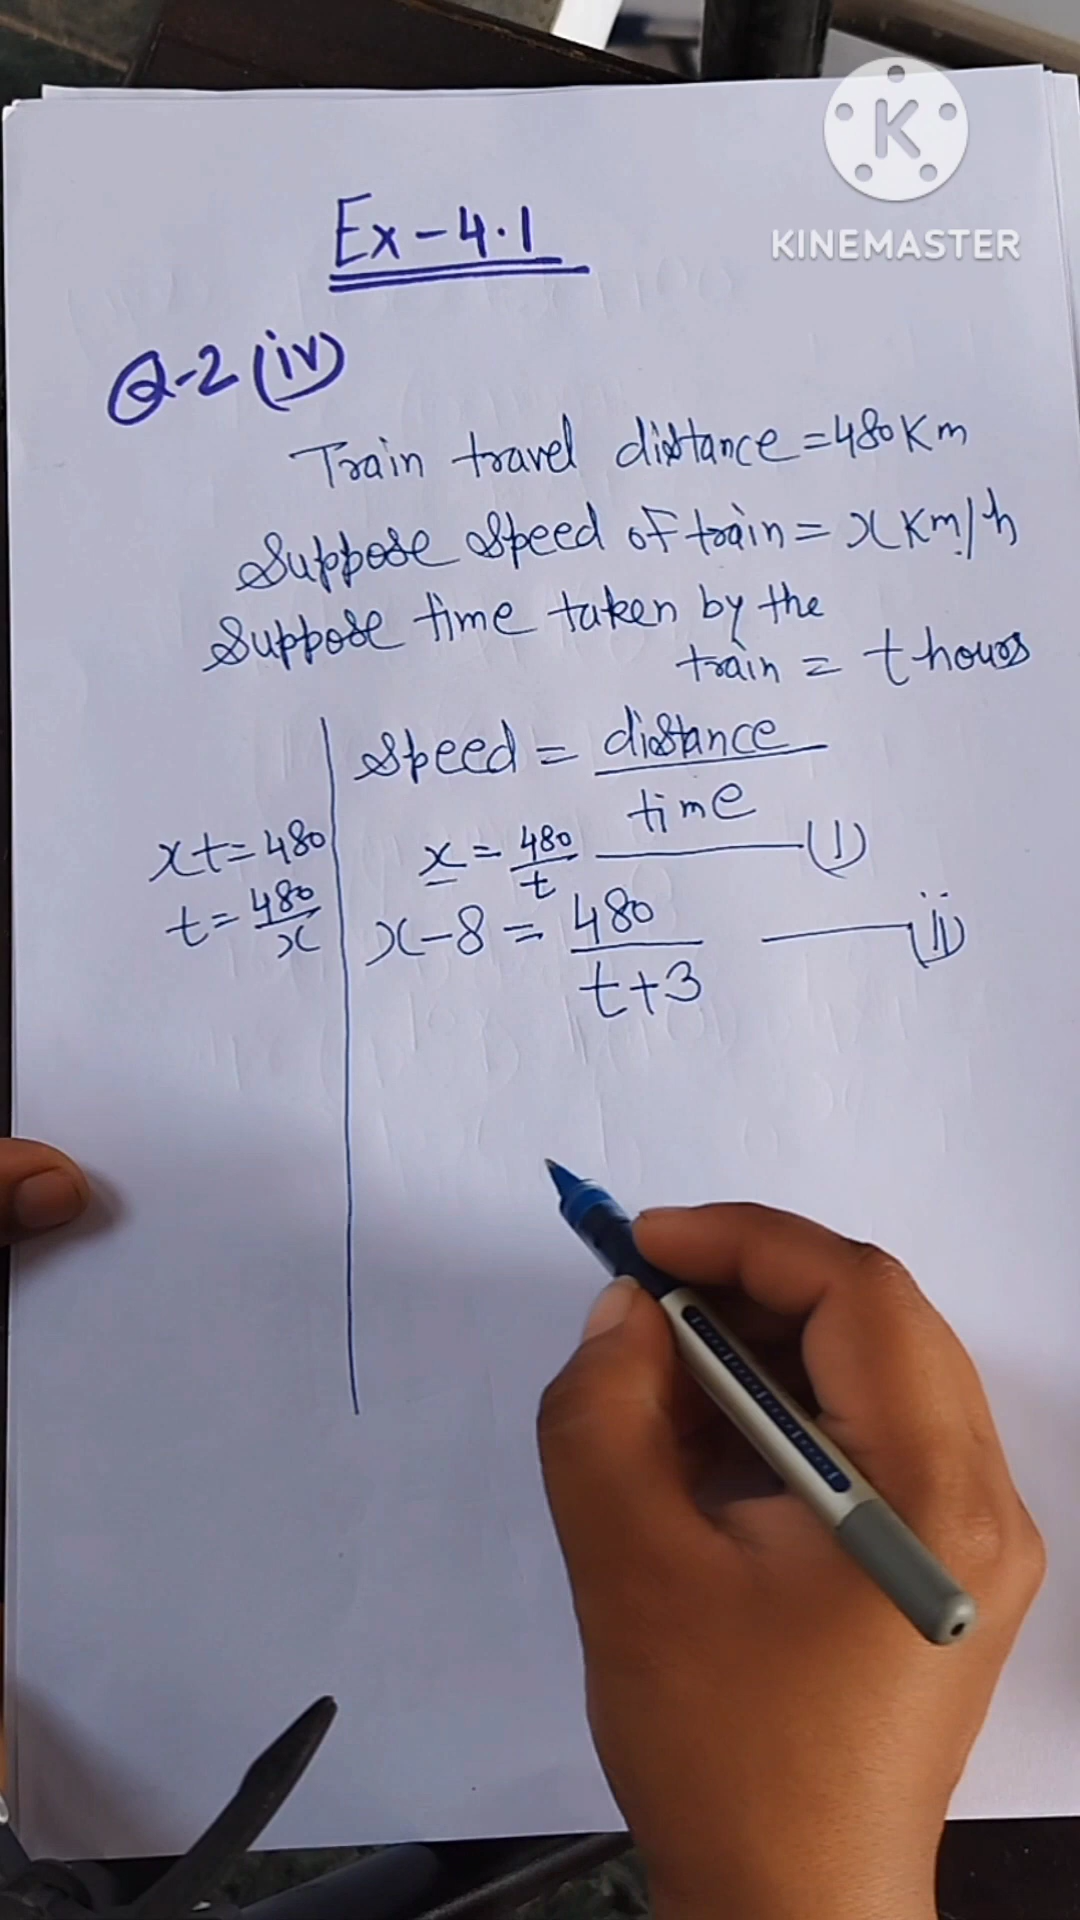 K
KINEMASTER
Ex-4.1
Q-2 (iv)
Train travel distance = 480 Km
Suppose Speed of train = x Km/h
Suppose time taken by the
train = t hours
Speed = distance / time
xt = 480
x = 480/t —— (i)
t = 480/x
x-8 = 480/t+3 —— (ii)